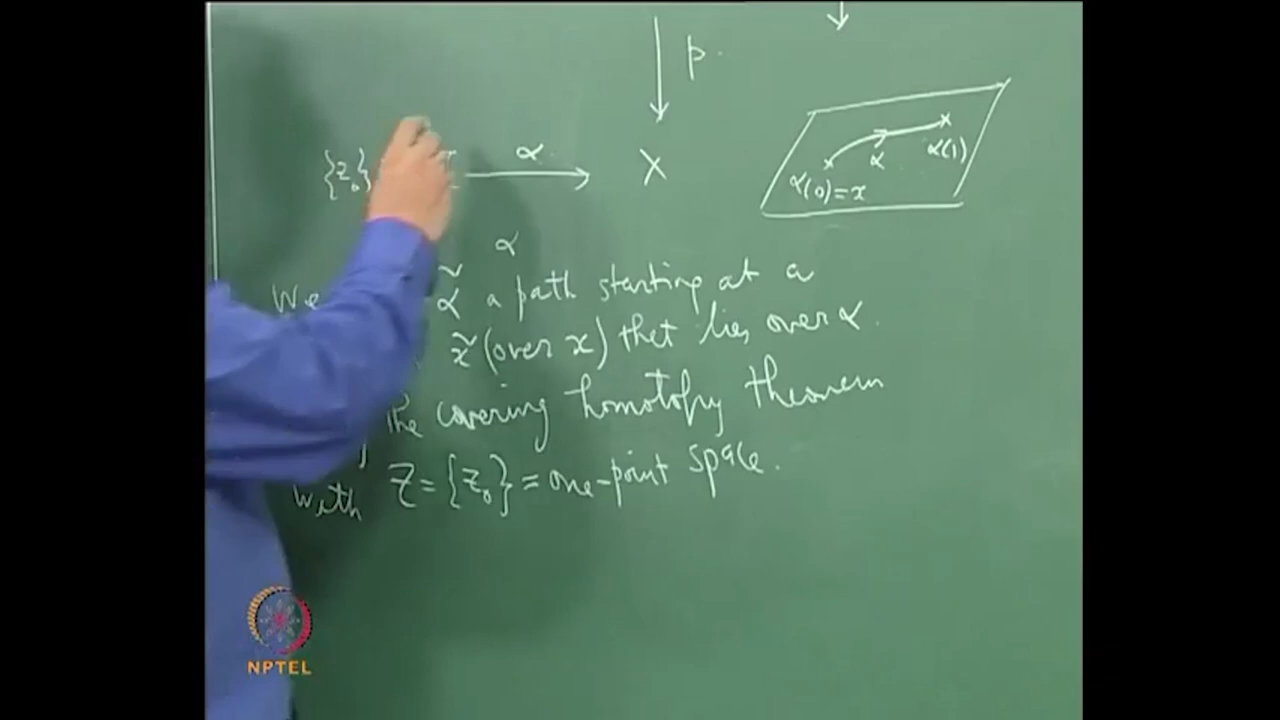 p.
{z₀} α X
α(0)=x α α(1)
α
We α̃ a path starting at a
x̃ (over x) that lies over α.
the covering homotopy theorem
with Z={z₀}=one-point space.
NPTEL